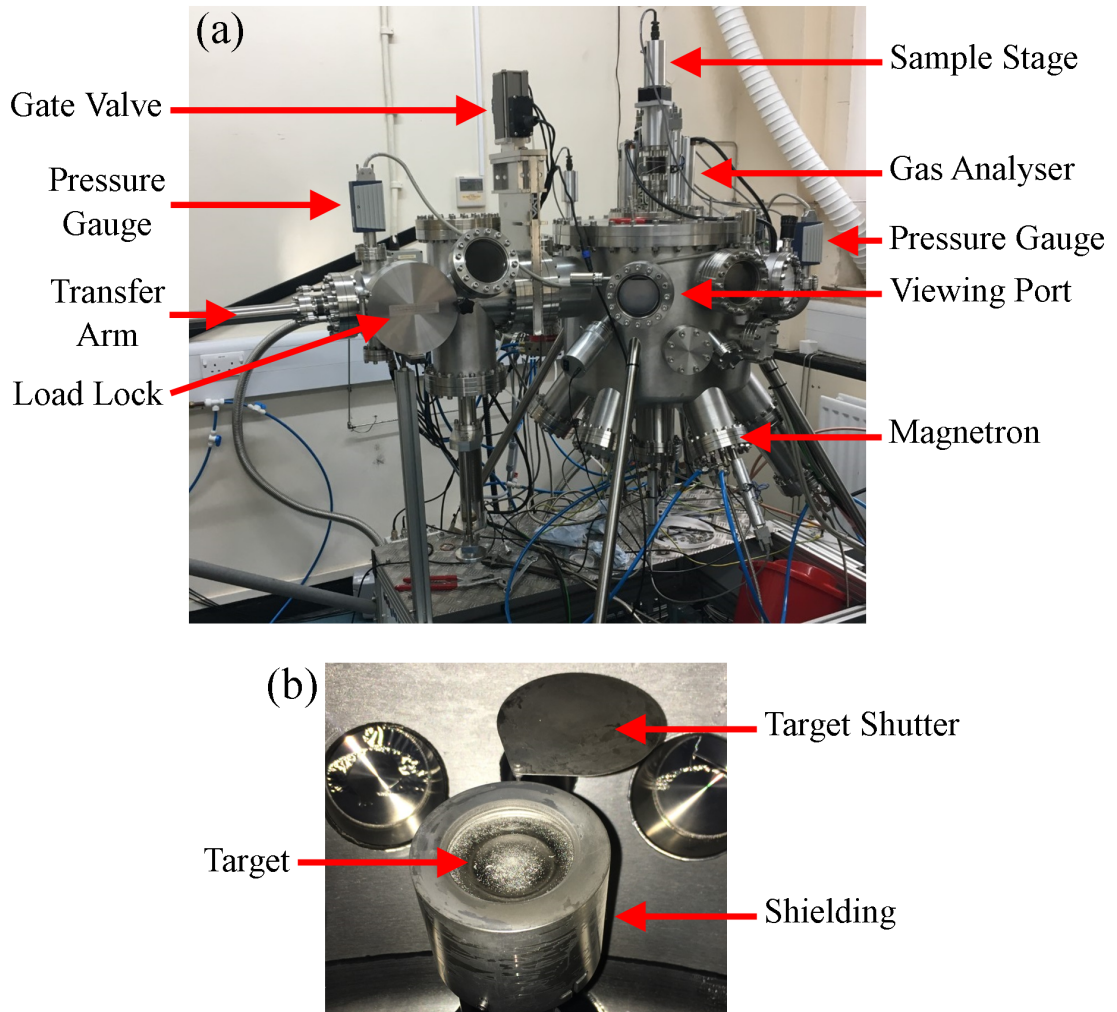 (a)
Sample Stage
Gate Valve
Gas Analyser
Pressure
Gauge
Pressure Gauge
Viewing Port
Transfer
Arm
Load Lock
Magnetron
(b)
Target Shutter
Target
Shielding